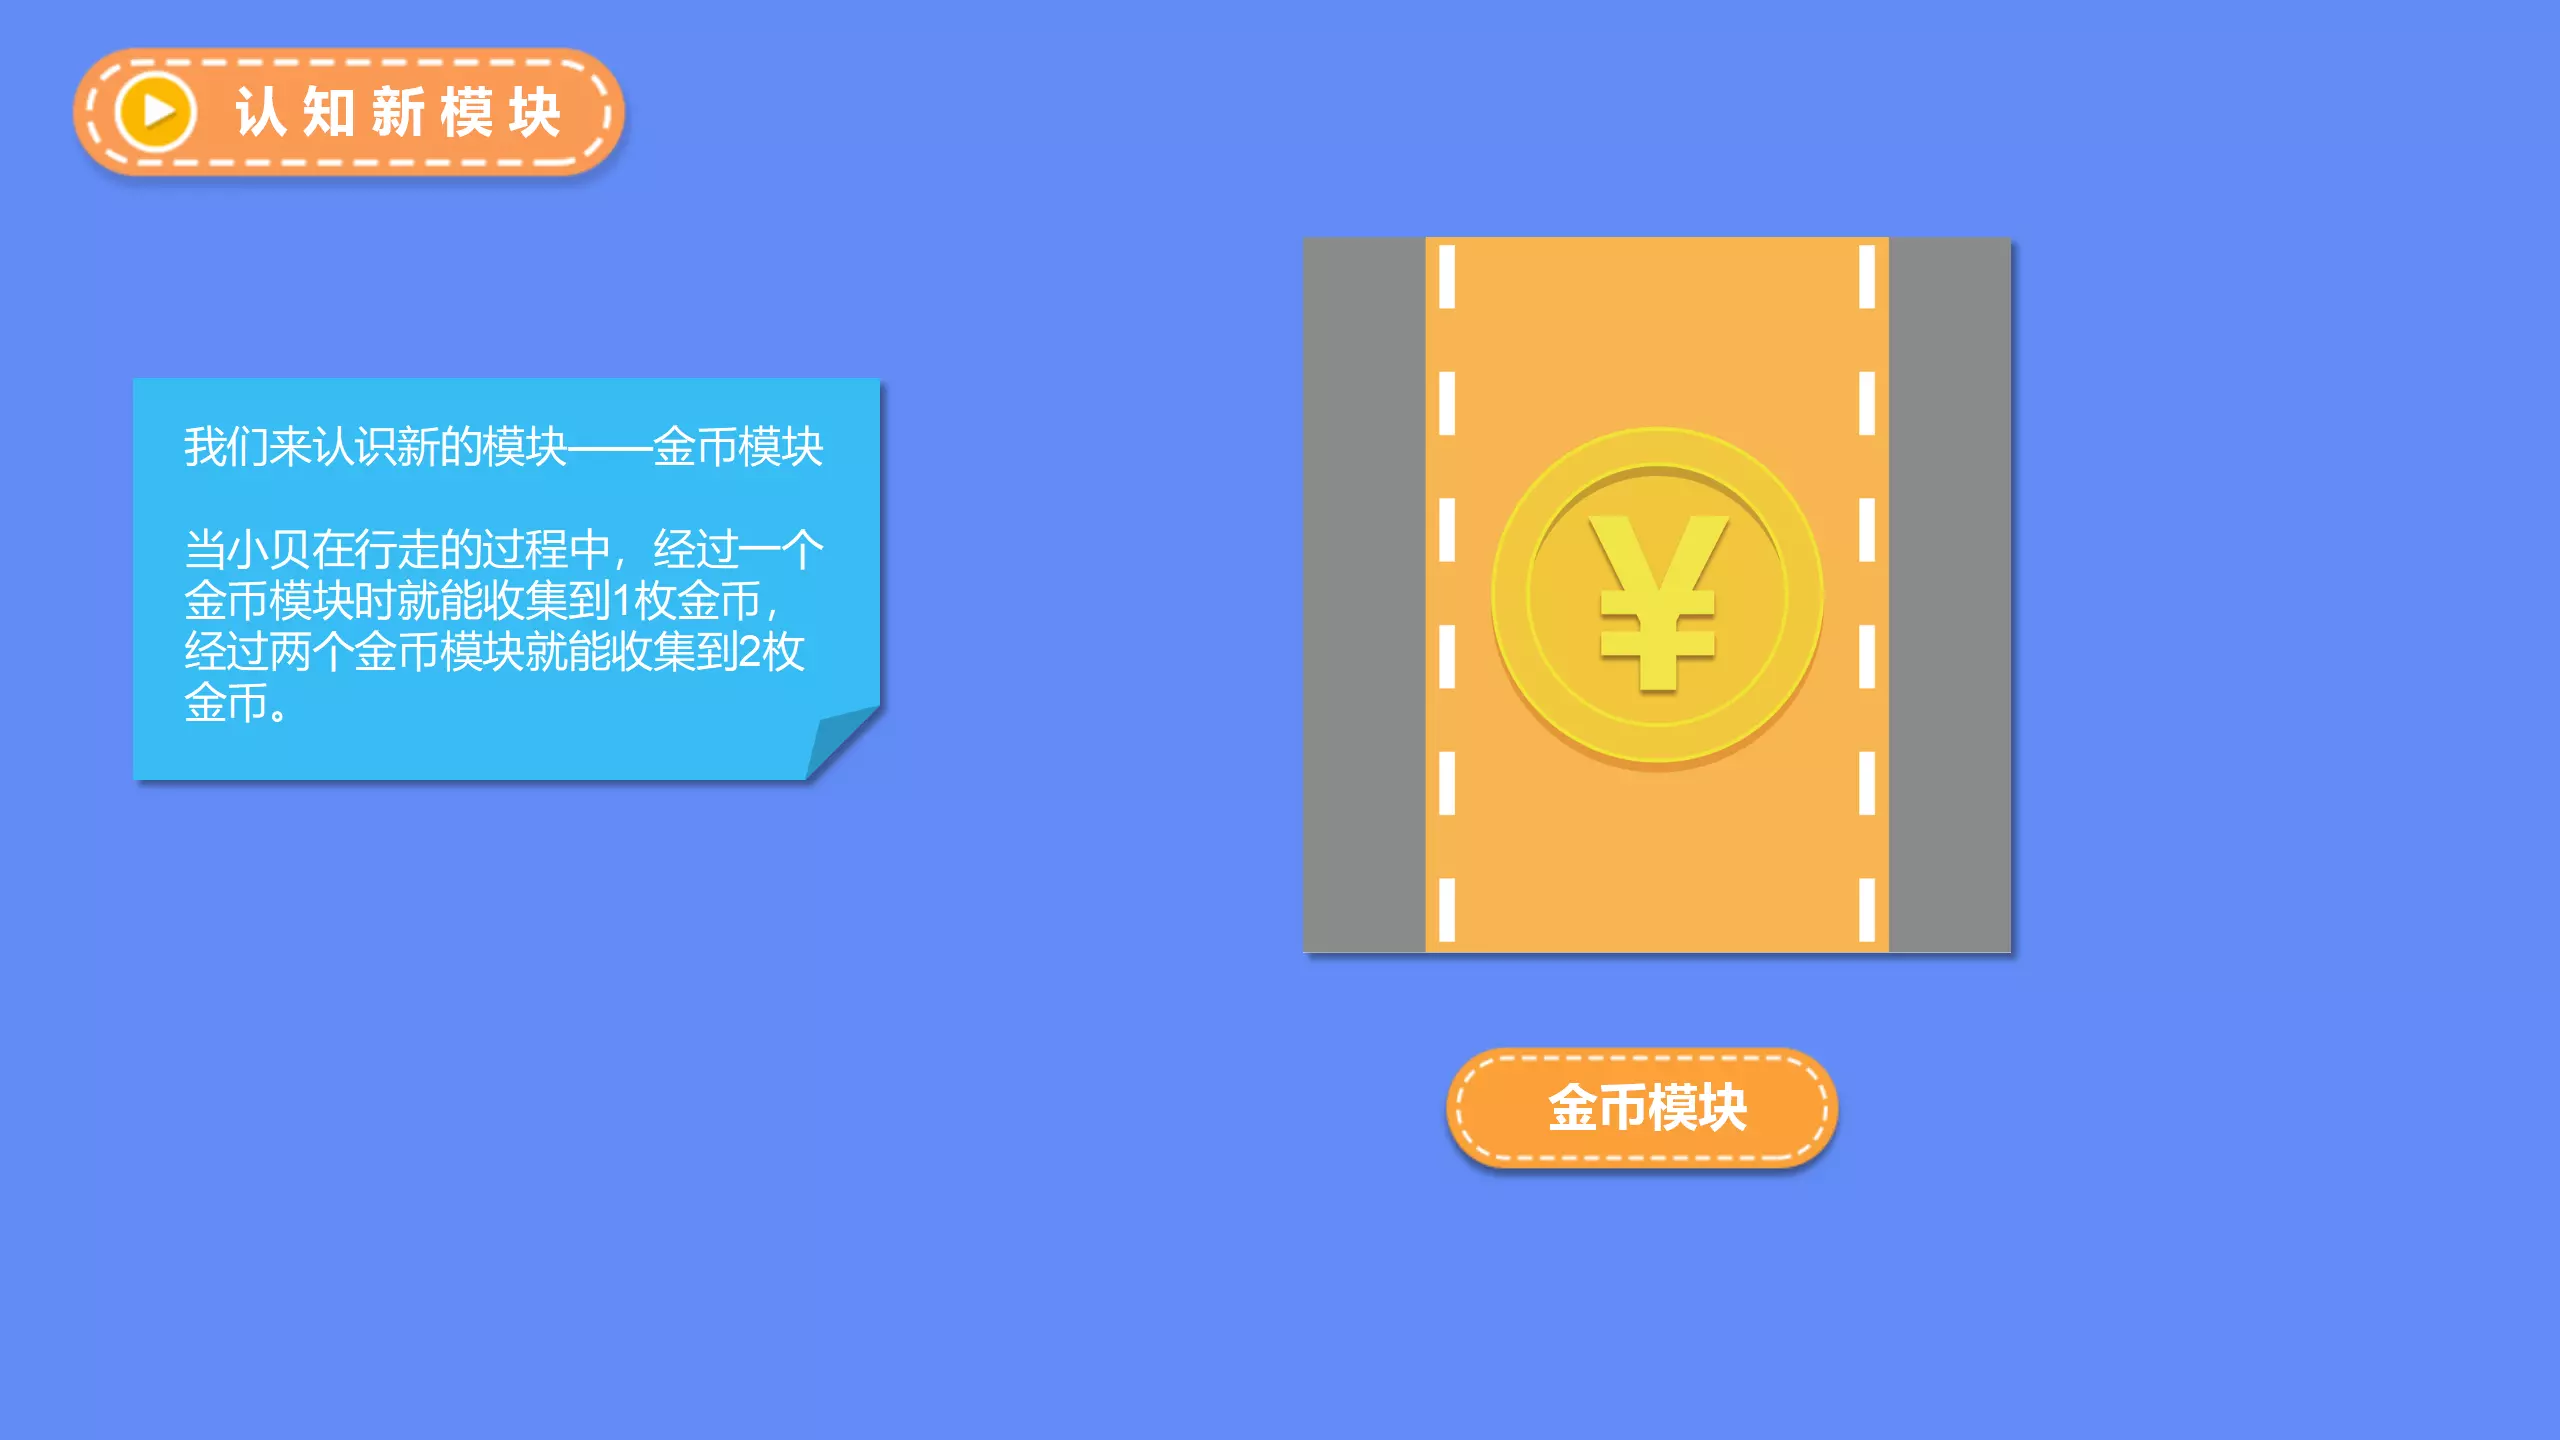 认知新模块
我们来认识新的模块——金币模块
当小贝在行走的过程中，经过一个
金币模块时就能收集到1枚金币，
经过两个金币模块就能收集到2枚
金币。
¥
金币模块